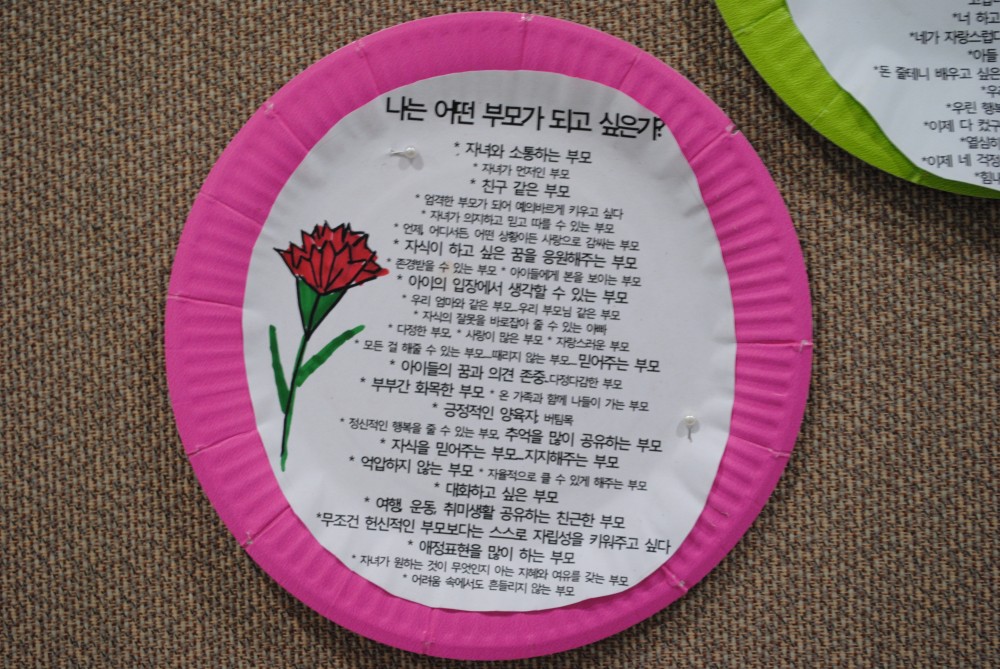 나는 어떤 부모가 되고 싶은가?
* 자녀와 소통하는 부모
* 자녀가 먼저인 부모
* 친구 같은 부모
* 엄격한 부모가 되어 예의바르게 키우고 싶다
* 자녀가 의지하고 믿고 따를 수 있는 부모
* 언제, 어디서든, 어떤 상황이든 사랑으로 감싸는 부모
* 자식이 하고 싶은 꿈을 응원해주는 부모
* 존경받을 수 있는 부모 * 아이들에게 본을 보이는 부모
* 아이의 입장에서 생각할 수 있는 부모
* 우리 엄마와 같은 부모...우리 부모님 같은 부모
* 자식의 잘못을 바로잡아 줄 수 있는 아빠
* 다정한 부모, * 사랑이 많은 부모 * 자랑스러운 부모
* 모든 걸 해줄 수 있는 부모...때리지 않는 부모... 믿어주는 부모
* 아이들의 꿈과 의견 존중...다정다감한 부모
* 부부간 화목한 부모 * 온 가족과 함께 나들이 가는 부모
* 긍정적인 양육자, 버팀목
* 정신적인 행복을 줄 수 있는 부모, 추억을 많이 공유하는 부모
* 자식을 믿어주는 부모...지지해주는 부모
* 억압하지 않는 부모 * 자율적으로 클 수 있게 해주는 부모
* 대화하고 싶은 부모
* 여행, 운동, 취미생활 공유하는 친근한 부모
*무조건 헌신적인 부모보다는 스스로 자립성을 키워주고 싶다
* 애정표현을 많이 하는 부모
* 자녀가 원하는 것이 무엇인지 아는 지혜와 여유를 갖는 부모
* 어려움 속에서도 흔들리지 않는 부모
*너 하고
*네가 자랑스럽다
*아들
*돈 줄테니 배우고 싶은
*우리 행복
*이제 다 컸구
*열심히
*이제 네 걱정